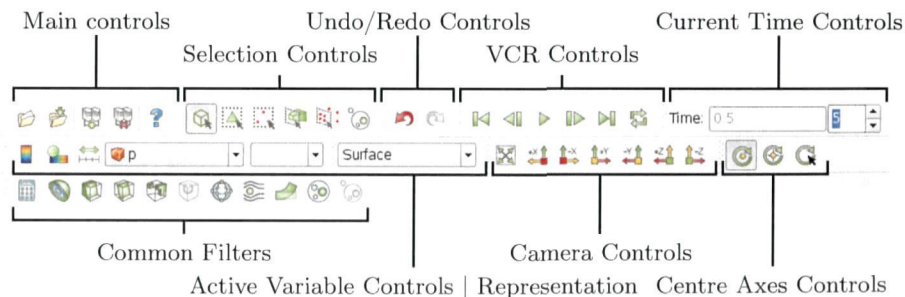 Main controls
Undo/Redo Controls
Current Time Controls
Selection Controls
VCR Controls
?
Time: 0.5 5
p
Surface
+X -X +Y -Y +Z -Z
Common Filters
Camera Controls
Active Variable Controls | Representation
Centre Axes Controls